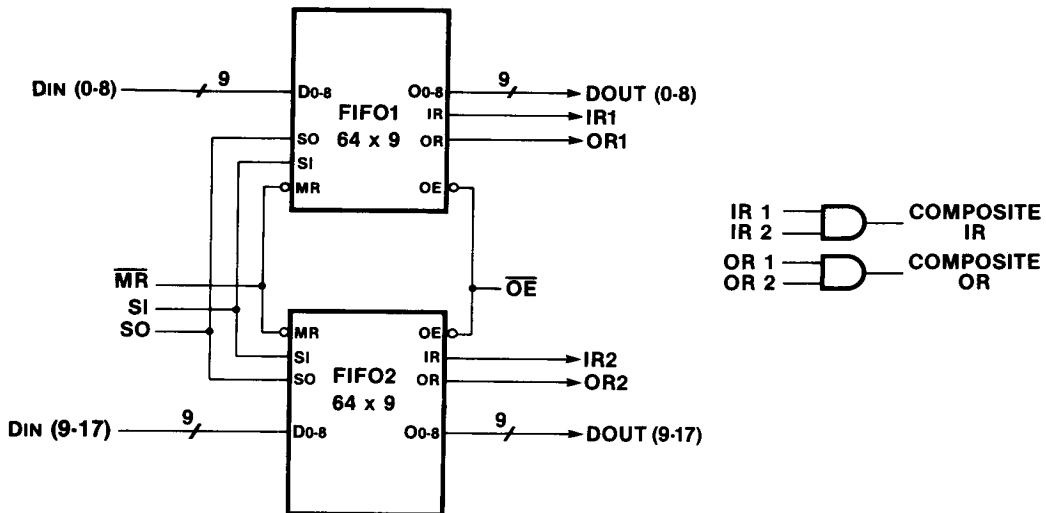 DIN (0-8)
9
D0-8
O0-8
9
DOUT (0-8)
FIFO1
64 x 9
IR
IR1
OR
OR1
SO
SI
MR
OE
IR 1
IR 2
COMPOSITE
IR
OR 1
OR 2
COMPOSITE
OR
MR
SI
SO
OE
MR
OE
SI
IR
IR2
SO
OR
OR2
FIFO2
64 x 9
DIN (9-17)
9
D0-8
O0-8
9
DOUT (9-17)